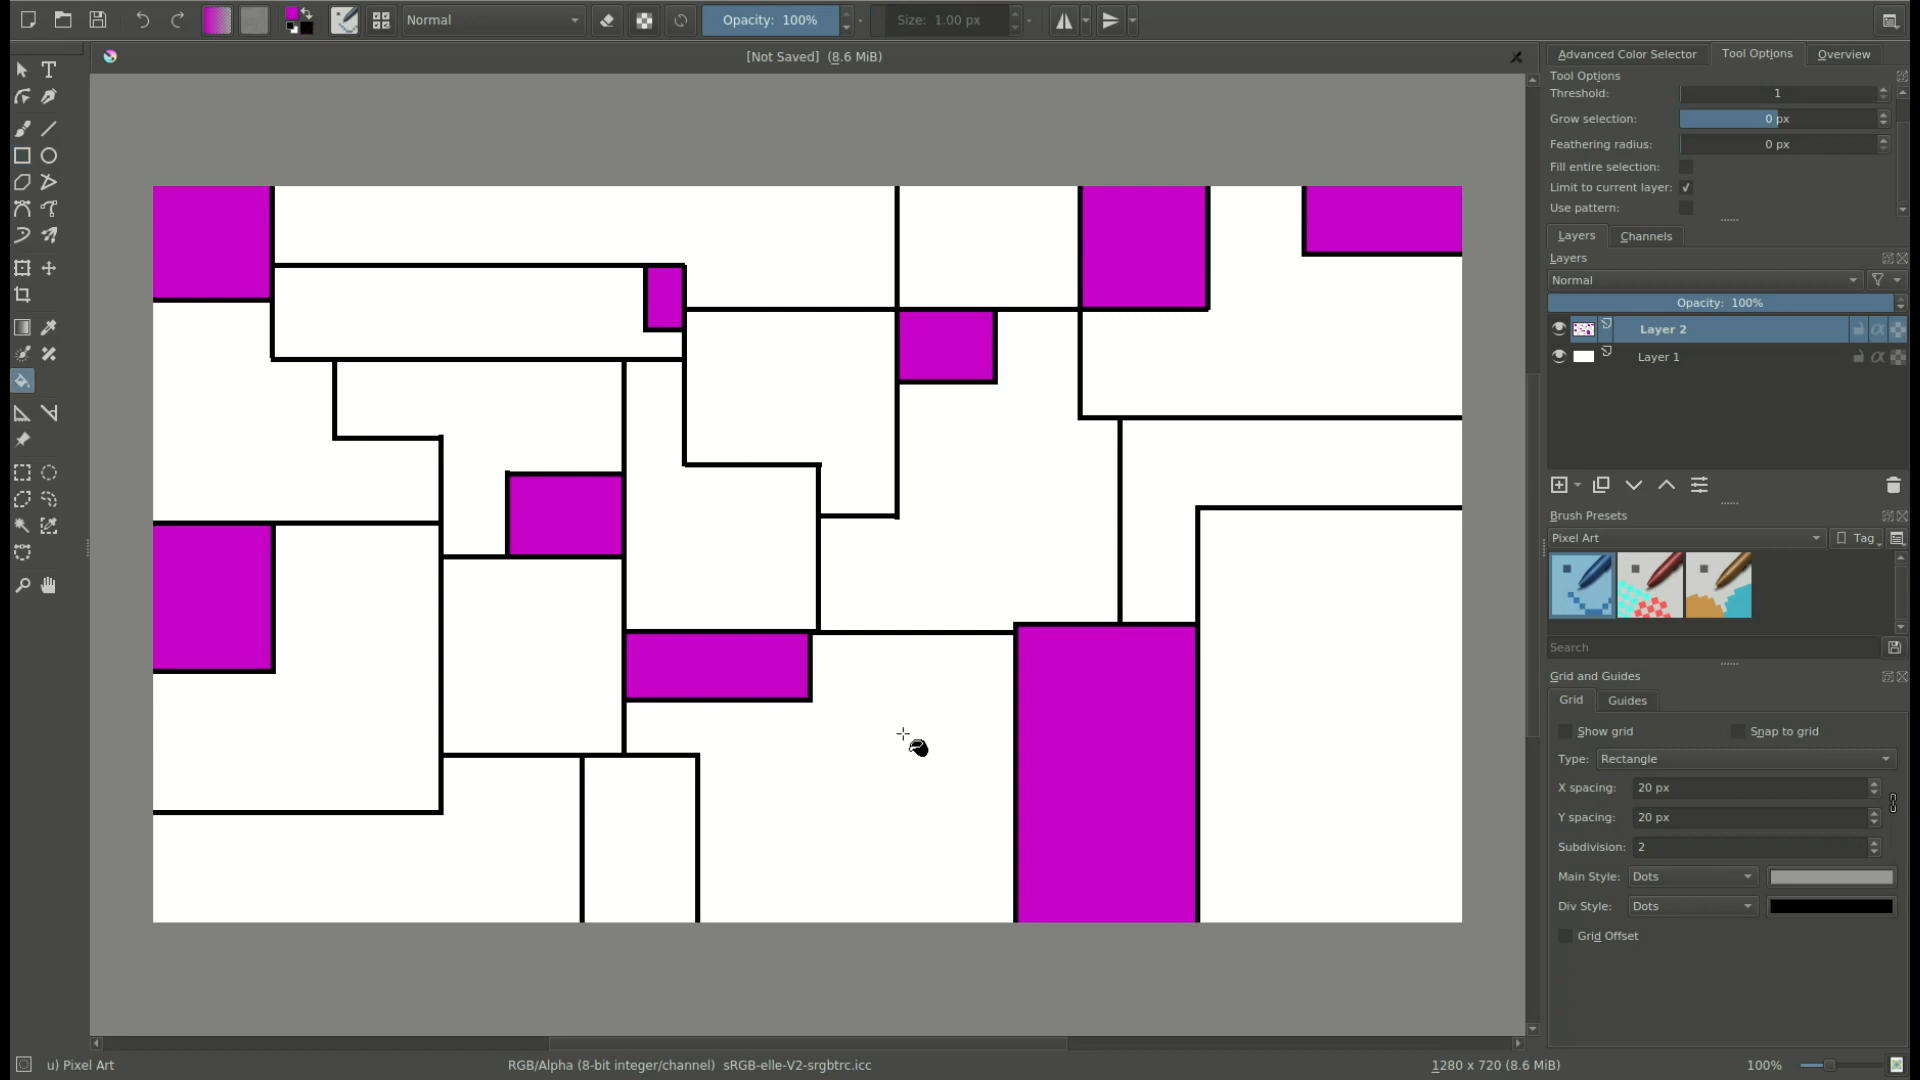 Normal
Opacity: 100%
Size: 1.00 px
[Not Saved] (8.6 MiB)
Advanced Color Selector
Tool Options
Overview
Tool Options
Threshold: 1
Grow selection: 0 px
Feathering radius: 0 px
Fill entire selection:
Limit to current layer:
Use pattern:
Layers
Channels
Layers
Normal
Opacity: 100%
Layer 2
Layer 1
Brush Presets
Pixel Art
Tag
Search
Grid and Guides
Grid
Guides
Show grid
Snap to grid
Type: Rectangle
X spacing: 20 px
Y spacing: 20 px
Subdivision: 2
Main Style: Dots
Div Style: Dots
Grid Offset
u) Pixel Art
RGB/Alpha (8-bit integer/channel) sRGB-elle-V2-srgbtrc.icc
1280 x 720 (8.6 MiB)
100%